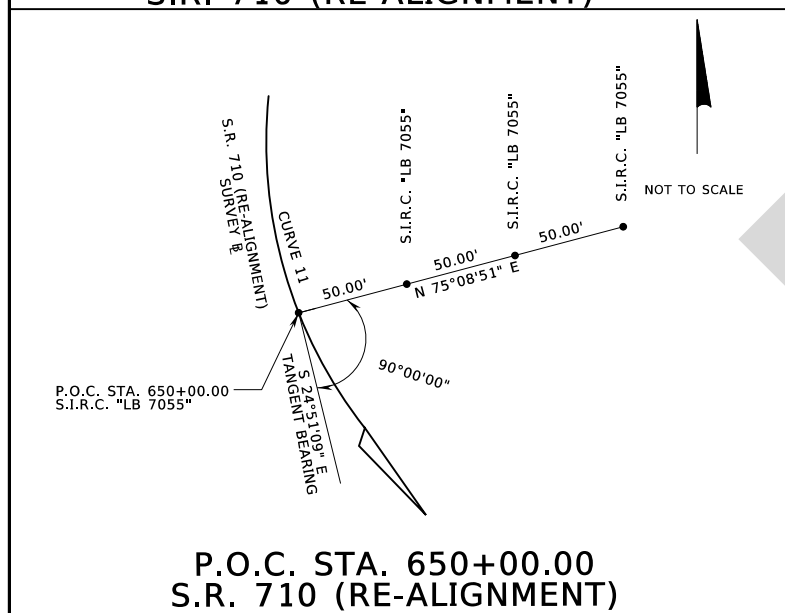 S.R. 710 (RE-ALIGNMENT)
S.I.R.C. "LB 7055"
S.I.R.C. "LB 7055"
S.I.R.C. "LB 7055"
NOT TO SCALE
S.R. 710 (RE-ALIGNMENT)
SURVEY ℄
CURVE 11
50.00'
50.00'
50.00'
N 75°08'51" E
90°00'00"
S 24°51'09" E
TANGENT BEARING
P.O.C. STA. 650+00.00
S.I.R.C. "LB 7055"
P.O.C. STA. 650+00.00
S.R. 710 (RE-ALIGNMENT)